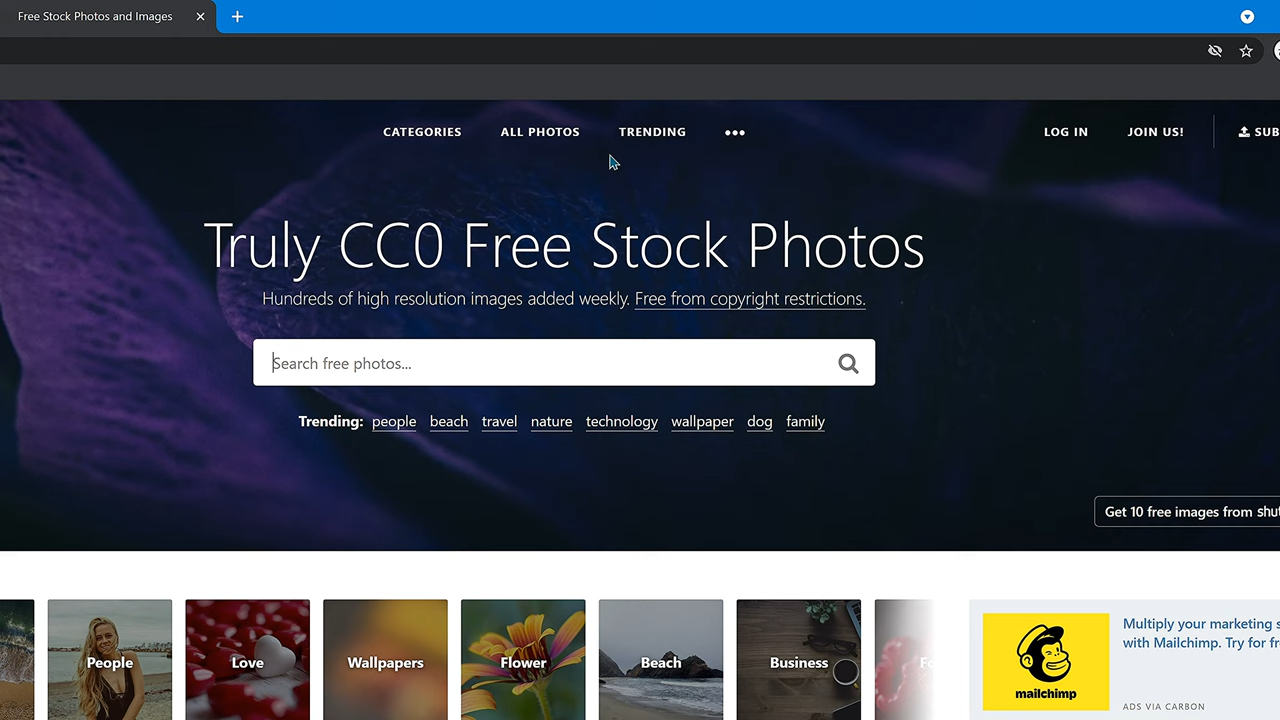 Free Stock Photos and Images
CATEGORIES ALL PHOTOS TRENDING
LOG IN JOIN US! SUB
Truly CC0 Free Stock Photos
Hundreds of high resolution images added weekly. Free from copyright restrictions.
Search free photos...
Trending: people beach travel nature technology wallpaper dog family
Get 10 free images from shut
People
Love
Wallpapers
Flower
Beach
Business
Multiply your marketing s
with Mailchimp. Try for fr
mailchimp
ADS VIA CARBON